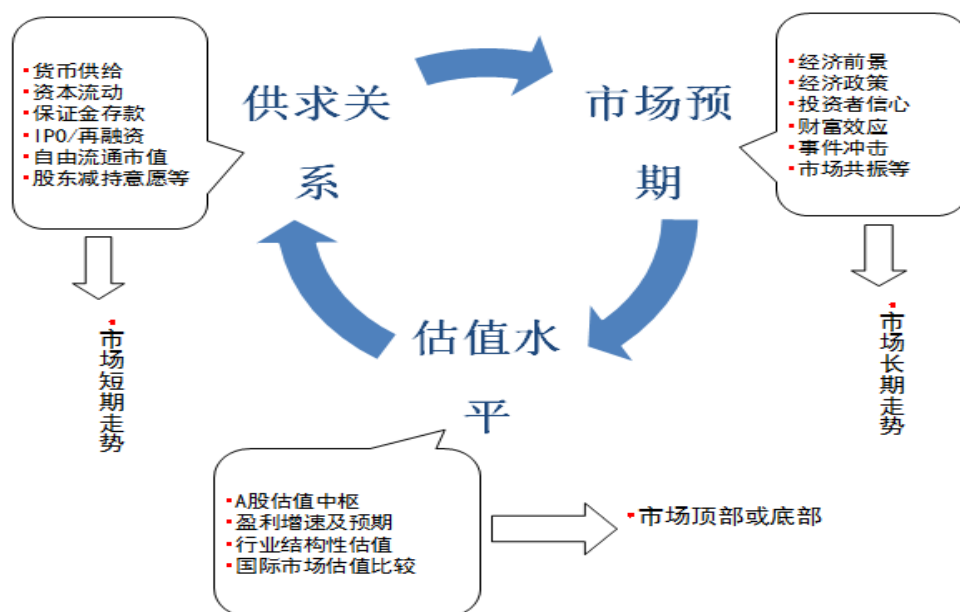 货币供给
资本流动
保证金存款
IPO/再融资
自由流通市值
股东减持意愿等
供求关
系
市场预
期
经济前景
经济政策
投资者信心
财富效应
事件冲击
市场共振等
市场短期走势
估值水
平
市场长期走势
A股估值中枢
盈利增速及预期
行业结构性估值
国际市场估值比较
市场顶部或底部